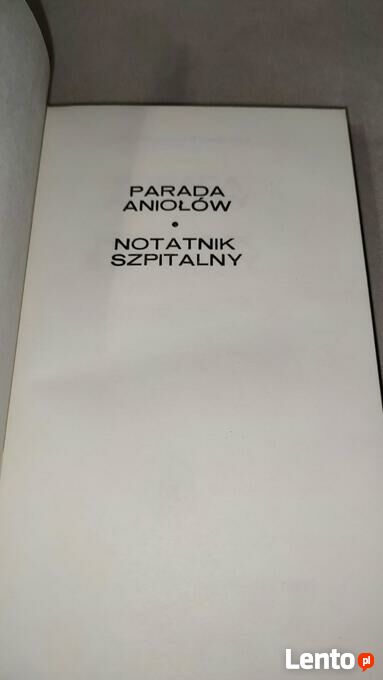 PARADA
ANIOŁÓW
•
NOTATNIK
SZPITALNY
Lento.pl